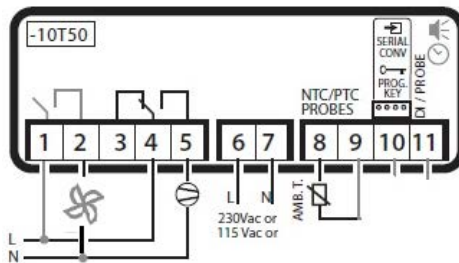 -10T50
SERIAL
CONV
PROG.
KEY
DI / PROBE
NTC/PTC
PROBES
1 2 3 4 5 6 7 8 9 10 11
L N
AMB. T.
230Vac or
115 Vac or
L
N